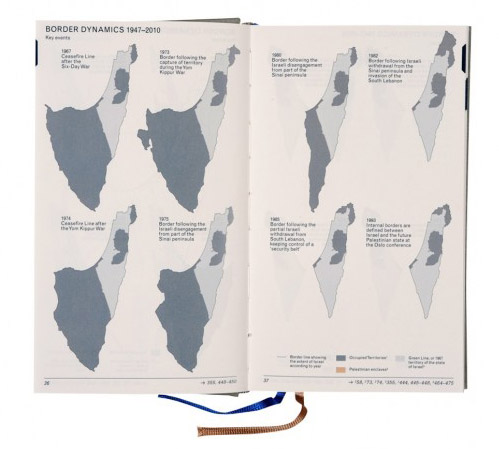 BORDER DYNAMICS 1947–2010
Key events
1967
Ceasefire Line
after the
Six-Day War
1973
Border following the
capture of territory
during the Yom
Kippur War
1974
Ceasefire Line after
the Yom Kippur War
1975
Border following the
Israeli disengagement
from part of the
Sinai peninsula
36
1980
Border following the
Israeli disengagement
from part of the
Sinai peninsula
1982
Border following Israeli
withdrawal from the
Sinai peninsula and
invasion of the
South Lebanon
1985
Border following the
partial Israeli
withdrawal from
South Lebanon,
keeping control of a
'security belt'
Internal borders are
defined between
Israel and the future
Palestinian state at
the Oslo conference
Border line showing
the extent of Israel
according to year
Occupied Territories
Palestinian enclaves
Green Line, or 1967
territory of the state
of Israel
37